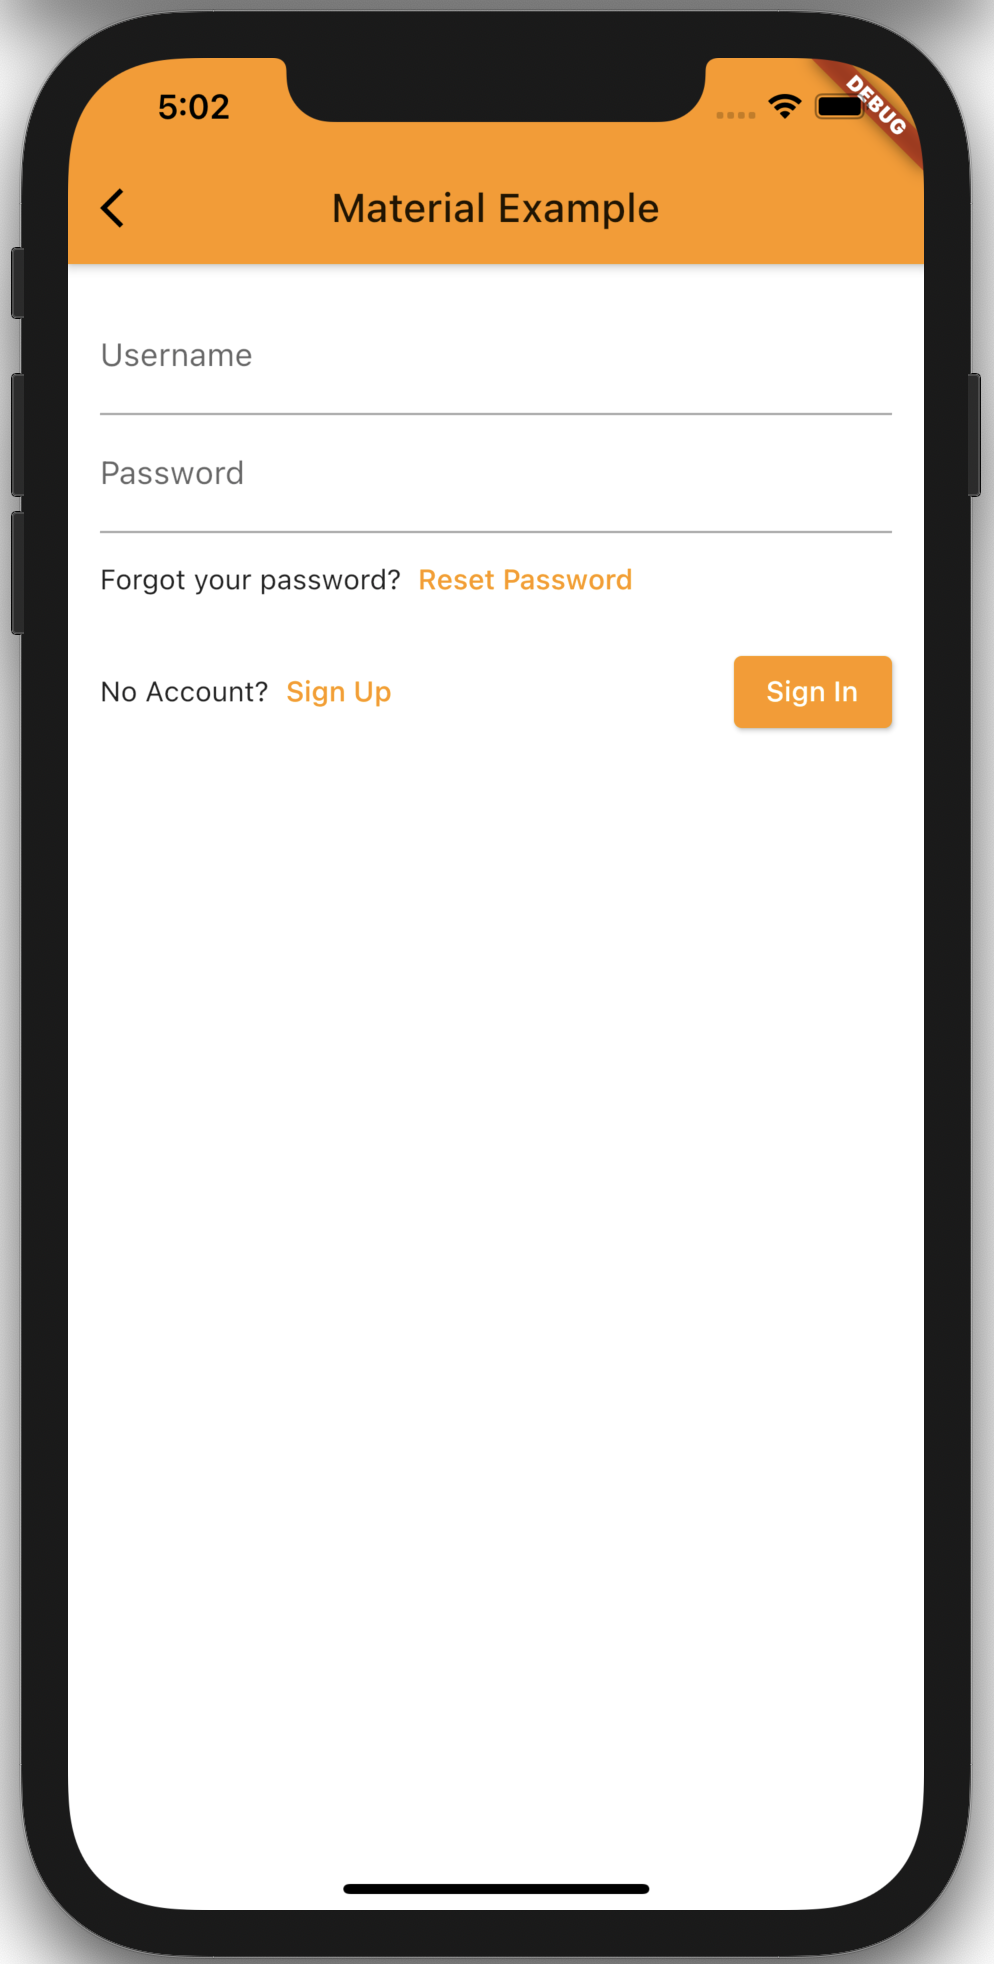 5:02
DEBUG
Material Example
Username
Password
Forgot your password? Reset Password
No Account? Sign Up
Sign In